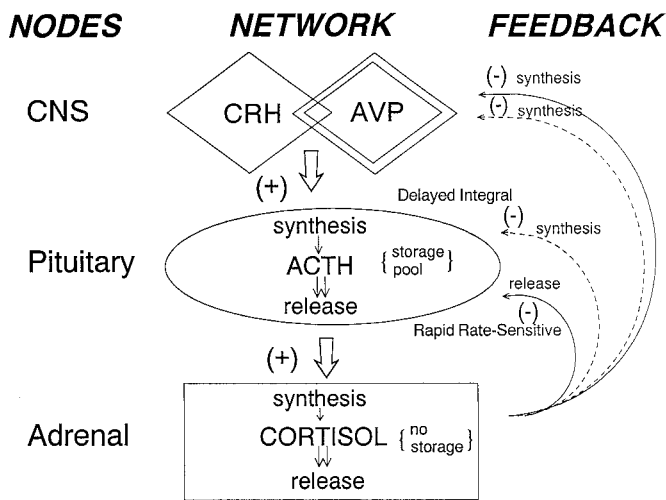 NODES NETWORK FEEDBACK
CNS
CRH AVP
(-) synthesis
(-) synthesis
(+)
Delayed Integral
(-) synthesis
Pituitary
synthesis
ACTH { storage pool }
release
release
(-)
Rapid Rate-Sensitive
(+)
Adrenal
synthesis
CORTISOL { no storage }
release